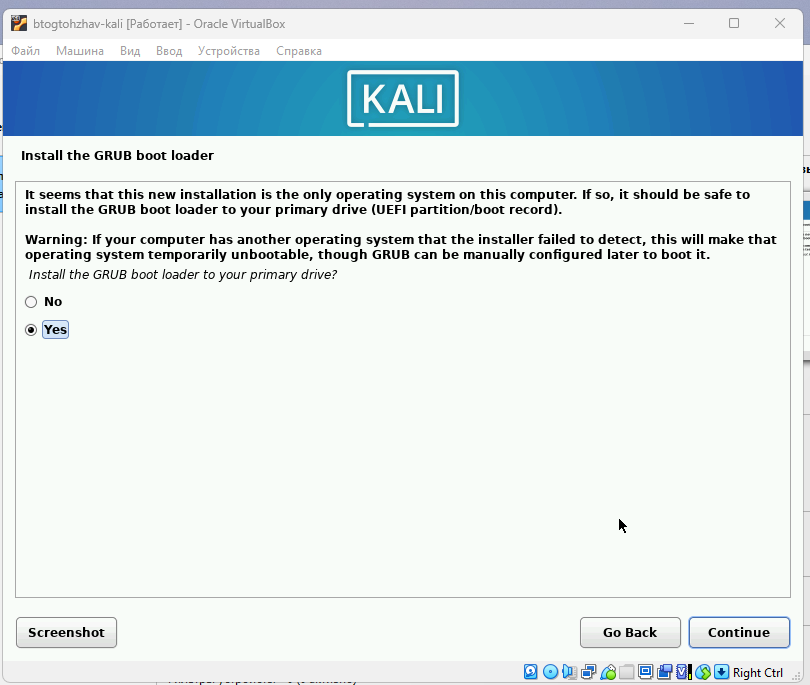 btogtohzhav-kali [Работает] - Oracle VirtualBox
Файл Машина Вид Ввод Устройства Справка
KALI
Install the GRUB boot loader
It seems that this new installation is the only operating system on this computer. If so, it should be safe to
install the GRUB boot loader to your primary drive (UEFI partition/boot record).
Warning: If your computer has another operating system that the installer failed to detect, this will make that
operating system temporarily unbootable, though GRUB can be manually configured later to boot it.
Install the GRUB boot loader to your primary drive?
No
Yes
Screenshot Go Back Continue
Right Ctrl